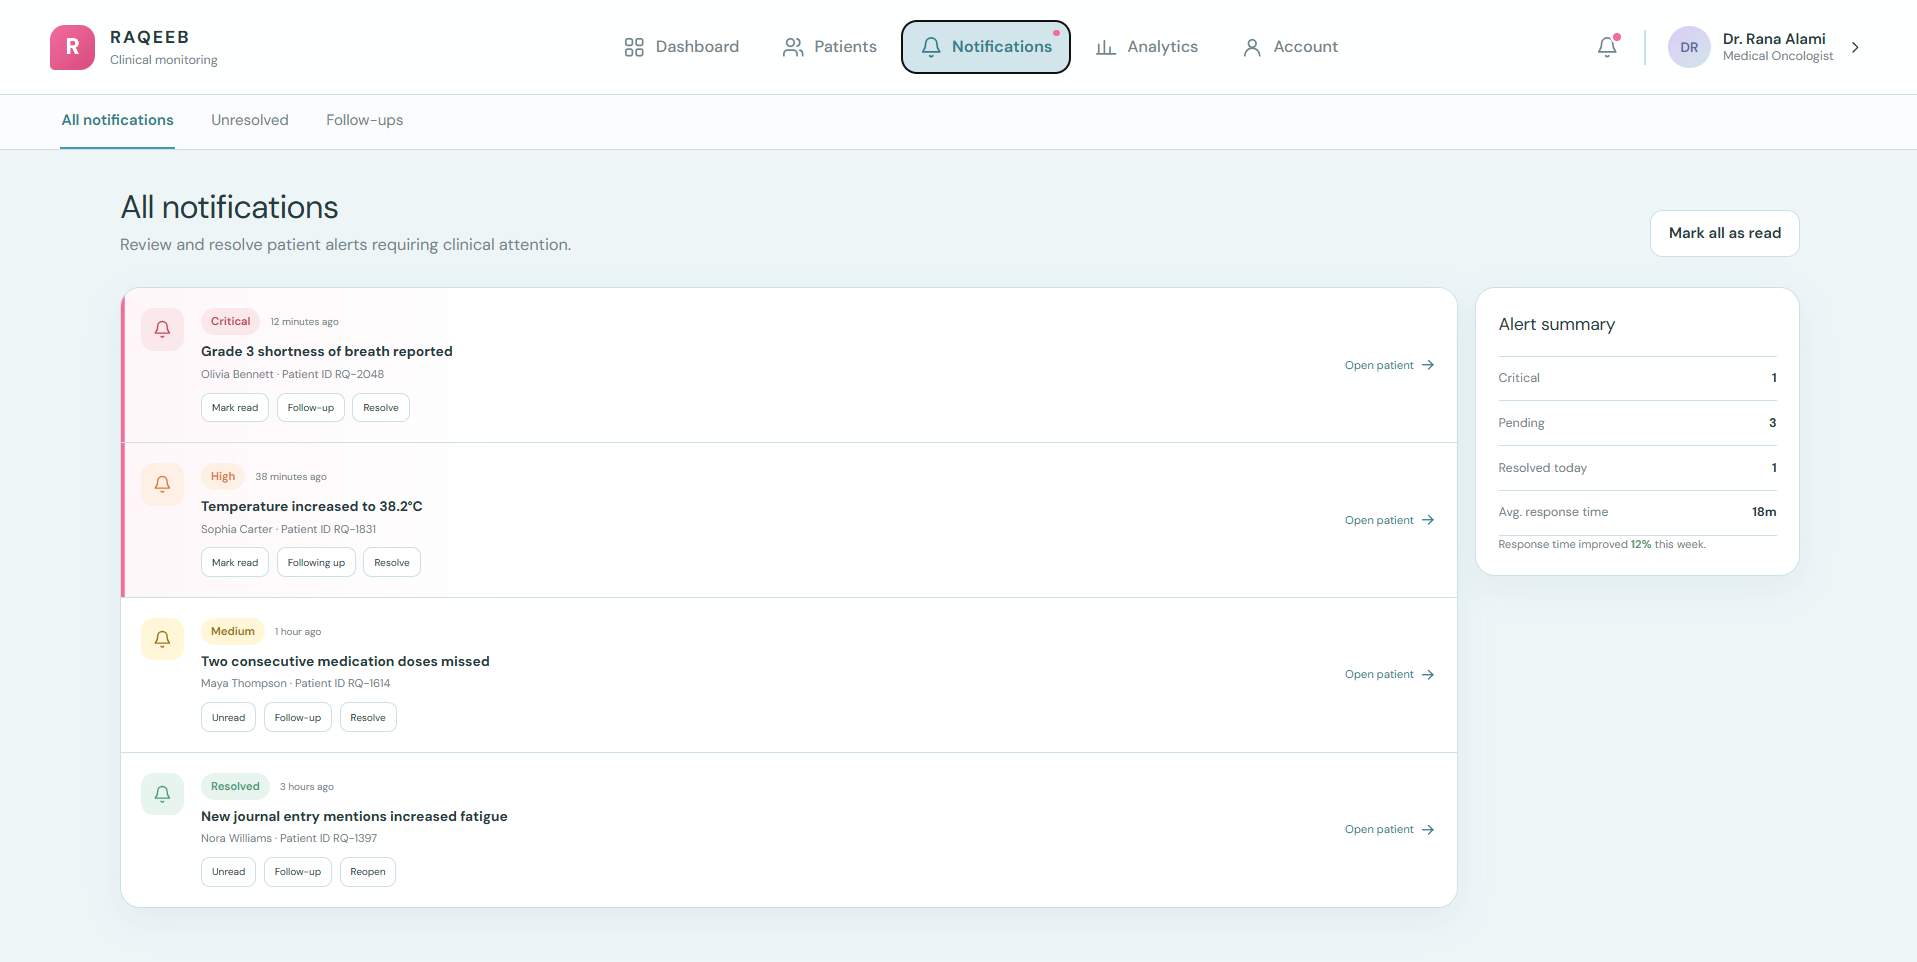 R
RAQEEB
Clinical monitoring
Dashboard
Patients
Notifications
Analytics
Account
DR
Dr. Rana Alami
Medical Oncologist
All notifications
Unresolved
Follow-ups
All notifications
Review and resolve patient alerts requiring clinical attention.
Mark all as read
Critical 12 minutes ago
Grade 3 shortness of breath reported
Olivia Bennett · Patient ID RQ-2048
Mark read Follow-up Resolve
Open patient
High 38 minutes ago
Temperature increased to 38.2°C
Sophia Carter · Patient ID RQ-1831
Mark read Following up Resolve
Open patient
Medium 1 hour ago
Two consecutive medication doses missed
Maya Thompson · Patient ID RQ-1614
Unread Follow-up Resolve
Open patient
Resolved 3 hours ago
New journal entry mentions increased fatigue
Nora Williams · Patient ID RQ-1397
Unread Follow-up Reopen
Open patient
Alert summary
Critical 1
Pending 3
Resolved today 1
Avg. response time 18m
Response time improved 12% this week.